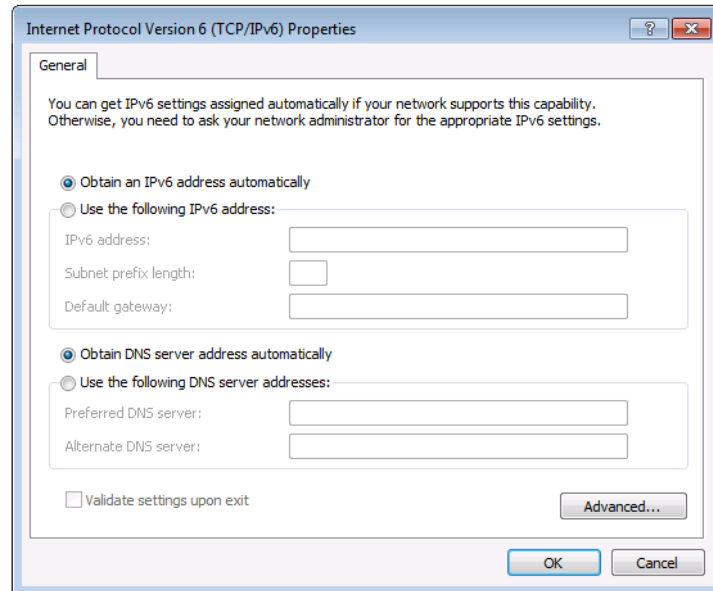 Internet Protocol Version 6 (TCP/IPv6) Properties
?
General
You can get IPv6 settings assigned automatically if your network supports this capability.
Otherwise, you need to ask your network administrator for the appropriate IPv6 settings.
Obtain an IPv6 address automatically
Use the following IPv6 address:
IPv6 address:
Subnet prefix length:
Default gateway:
Obtain DNS server address automatically
Use the following DNS server addresses:
Preferred DNS server:
Alternate DNS server:
Validate settings upon exit
Advanced...
OK
Cancel